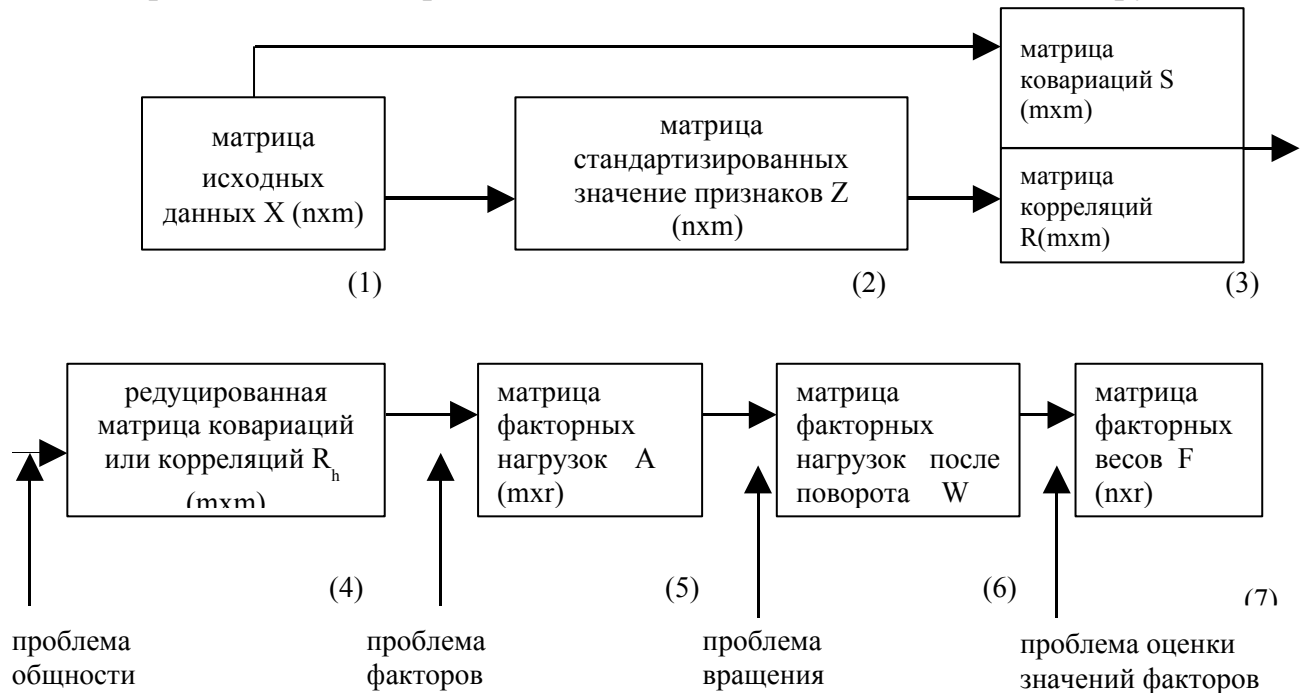 матрица
ковариаций S
(mxm)
матрица
исходных
данных X (nxm)
матрица
стандартизированных
значение признаков Z
(nxm)
матрица
корреляций
R(mxm)
(1)
(2)
(3)
редуцированная
матрица ковариаций
или корреляций Rh
(mxm)
матрица
факторных
нагрузок A
(mxr)
матрица
факторных
нагрузок после
поворота W
матрица
факторных
весов F
(nxr)
(4)
(5)
(6)
(7)
проблема
общности
проблема
факторов
проблема
вращения
проблема оценки
значений факторов